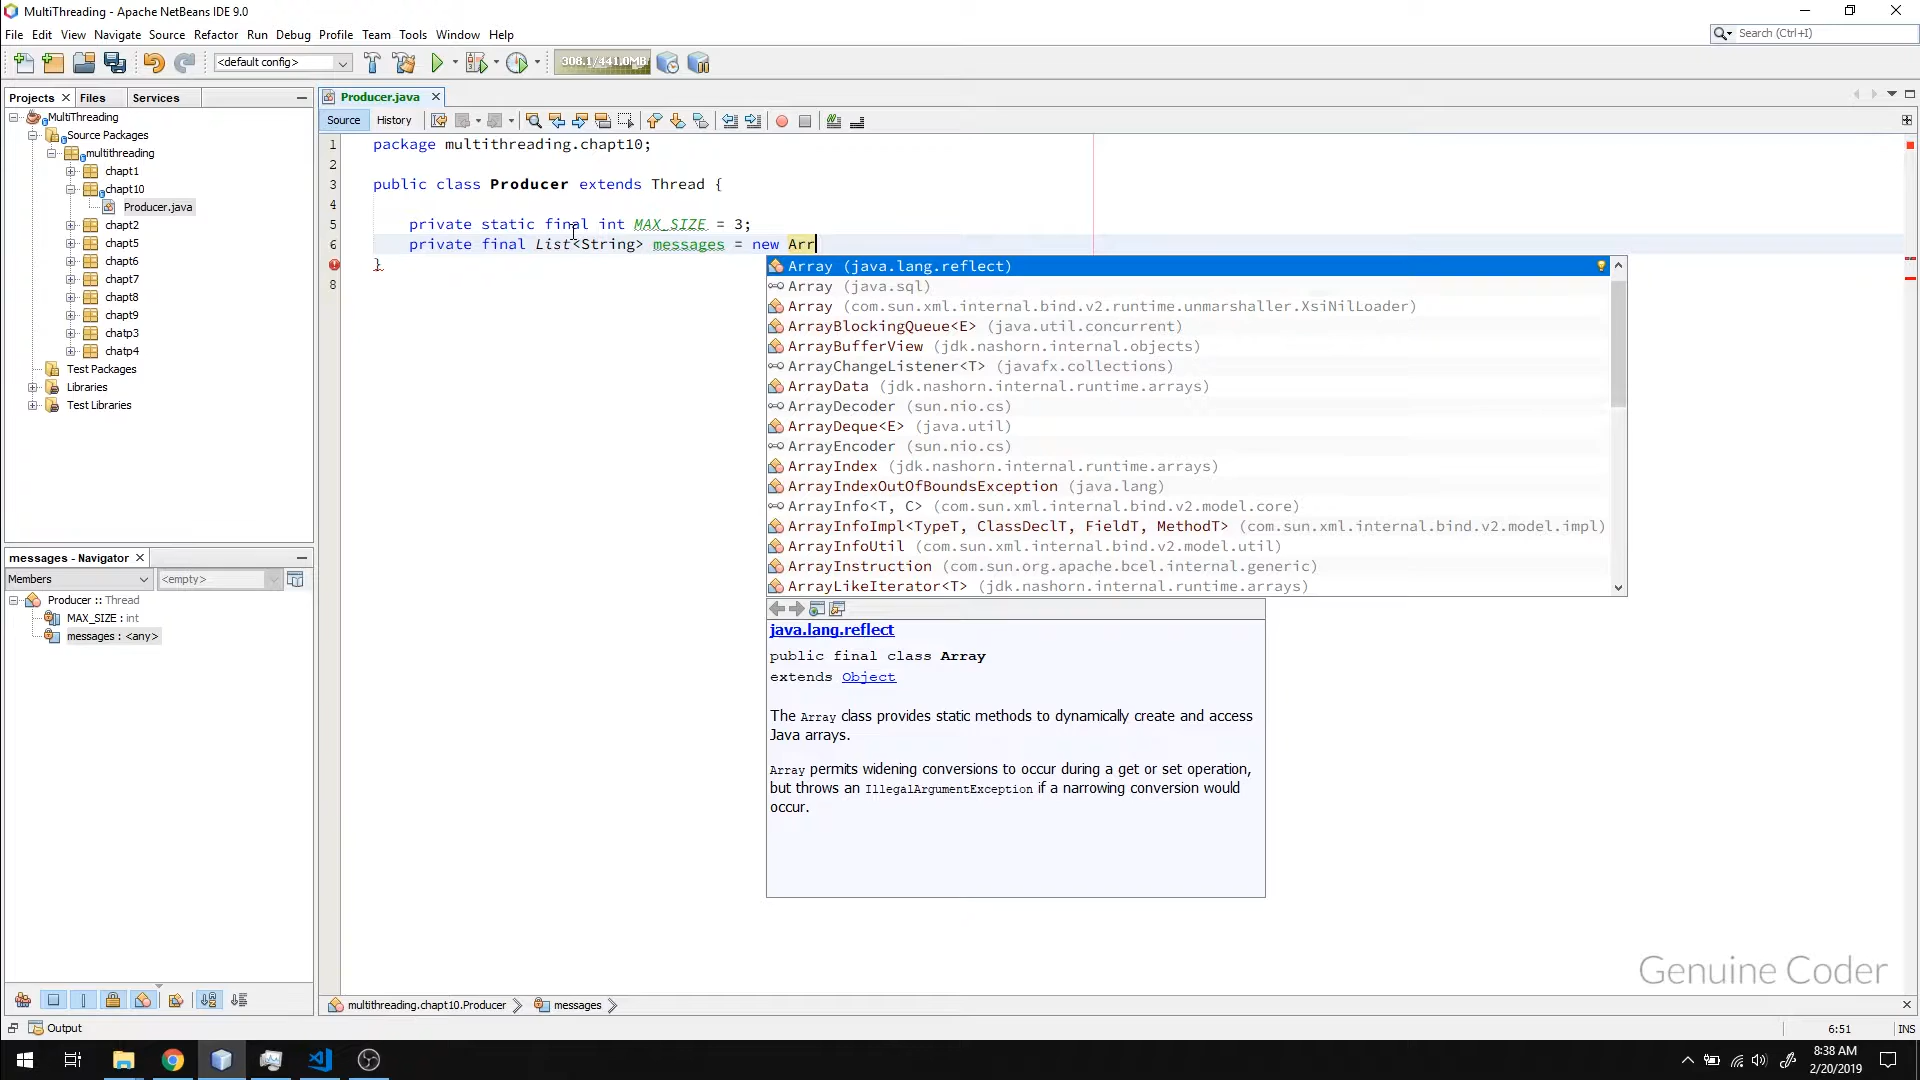 MultiThreading - Apache NetBeans IDE 9.0
File Edit View Navigate Source Refactor Run Debug Profile Team Tools Window Help
Search (Ctrl+I)
<default config>
308.1/441.0MB
Projects Files Services
Producer.java
MultiThreading
Source Packages
multithreading
chapt1
chapt10
Producer.java
chapt2
chapt5
chapt6
chapt7
chapt8
chapt9
chatp3
chatp4
Test Packages
Libraries
Test Libraries
Source History
1 package multithreading.chapt10;
2
3 public class Producer extends Thread {
4
5 private static final int MAX_SIZE = 3;
6 private final List<String> messages = new Arr
}
8
Array (java.lang.reflect)
Array (java.sql)
Array (com.sun.xml.internal.bind.v2.runtime.unmarshaller.XsiNilLoader)
ArrayBlockingQueue<E> (java.util.concurrent)
ArrayBufferView (jdk.nashorn.internal.objects)
ArrayChangeListener<T> (javafx.collections)
ArrayData (jdk.nashorn.internal.runtime.arrays)
ArrayDecoder (sun.nio.cs)
ArrayDeque<E> (java.util)
ArrayEncoder (sun.nio.cs)
ArrayIndex (jdk.nashorn.internal.runtime.arrays)
ArrayIndexOutOfBoundsException (java.lang)
ArrayInfo<T, C> (com.sun.xml.internal.bind.v2.model.core)
ArrayInfoImpl<TypeT, ClassDeclT, FieldT, MethodT> (com.sun.xml.internal.bind.v2.model.impl)
ArrayInfoUtil (com.sun.xml.internal.bind.v2.model.util)
ArrayInstruction (com.sun.org.apache.bcel.internal.generic)
ArrayLikeIterator<T> (jdk.nashorn.internal.runtime.arrays)
java.lang.reflect
public final class Array
extends Object
The Array class provides static methods to dynamically create and access
Java arrays.
Array permits widening conversions to occur during a get or set operation,
but throws an IllegalArgumentException if a narrowing conversion would
occur.
messages - Navigator
Members <empty>
Producer :: Thread
MAX_SIZE : int
messages : <any>
Genuine Coder
multithreading.chapt10.Producer messages
Output
6:51 INS
8:38 AM
2/20/2019